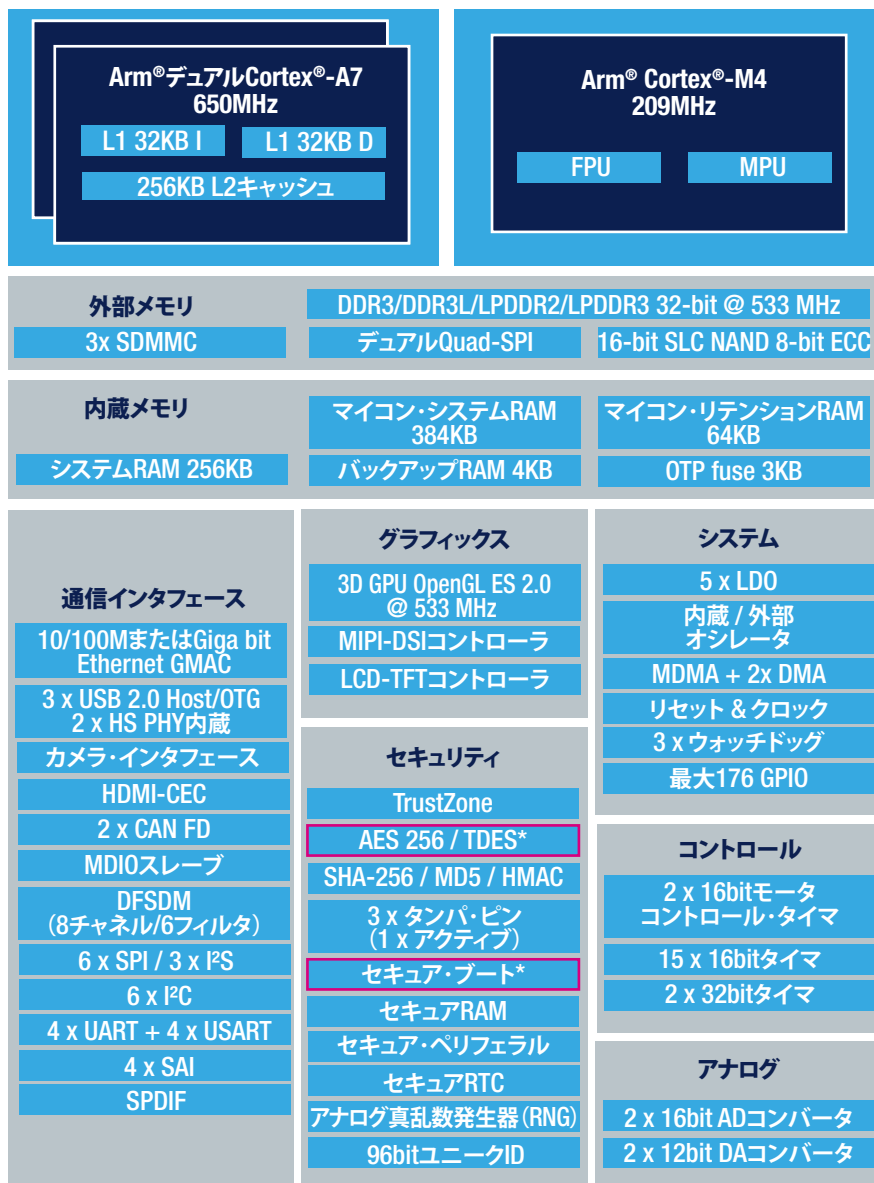 Arm®デュアルCortex®-A7
650MHz
L1 32KB I
L1 32KB D
256KB L2キャッシュ
Arm® Cortex®-M4
209MHz
FPU
MPU
外部メモリ
DDR3/DDR3L/LPDDR2/LPDDR3 32-bit @ 533 MHz
3x SDMMC
デュアルQuad-SPI
16-bit SLC NAND 8-bit ECC
内蔵メモリ
マイコン・システムRAM
384KB
マイコン・リテンションRAM
64KB
システムRAM 256KB
バックアップRAM 4KB
OTP fuse 3KB
通信インタフェース
10/100MまたはGiga bit
Ethernet GMAC
3 x USB 2.0 Host/OTG
2 x HS PHY内蔵
カメラ・インタフェース
HDMI-CEC
2 x CAN FD
MDIOスレーブ
DFSDM
(8チャネル/6フィルタ)
6 x SPI / 3 x I²S
6 x I²C
4 x UART + 4 x USART
4 x SAI
SPDIF
グラフィックス
3D GPU OpenGL ES 2.0
@ 533 MHz
MIPI-DSIコントローラ
LCD-TFTコントローラ
セキュリティ
TrustZone
AES 256 / TDES*
SHA-256 / MD5 / HMAC
3 x タンパ・ピン
(1 x アクティブ)
セキュア・ブート*
セキュアRAM
セキュア・ペリフェラル
セキュアRTC
アナログ真乱数発生器(RNG)
96bitユニークID
システム
5 x LDO
内蔵 / 外部
オシレータ
MDMA + 2x DMA
リセット & クロック
3 x ウォッチドッグ
最大176 GPIO
コントロール
2 x 16bitモータ
コントロール・タイマ
15 x 16bitタイマ
2 x 32bitタイマ
アナログ
2 x 16bit ADコンバータ
2 x 12bit DAコンバータ